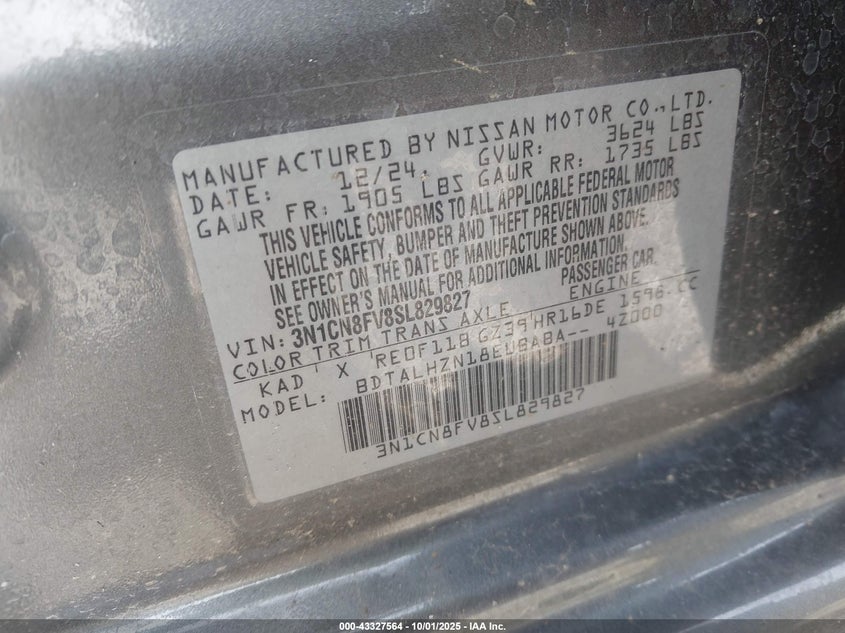 MANUFACTURED BY NISSAN MOTOR CO.,LTD.
DATE: 12/24. GVWR: 3624 LBS
GAWR FR: 1905 LBS GAWR RR: 1735 LBS
THIS VEHICLE CONFORMS TO ALL APPLICABLE FEDERAL MOTOR
VEHICLE SAFETY, BUMPER AND THEFT PREVENTION STANDARDS
IN EFFECT ON THE DATE OF MANUFACTURE SHOWN ABOVE.
SEE OWNER'S MANUAL FOR ADDITIONAL INFORMATION.
VIN: 3N1CN8FV8SL829827 PASSENGER CAR.
COLOR TRIM TRANS AXLE ENGINE
KAD X RE0F11B GZ39 HR16DE 1598.CC
MODEL: BDTALHZN18EUBABA-- 4Z000
3N1CN8FV8SL829827
000-43327564 - 10/01/2025 - IAA Inc.